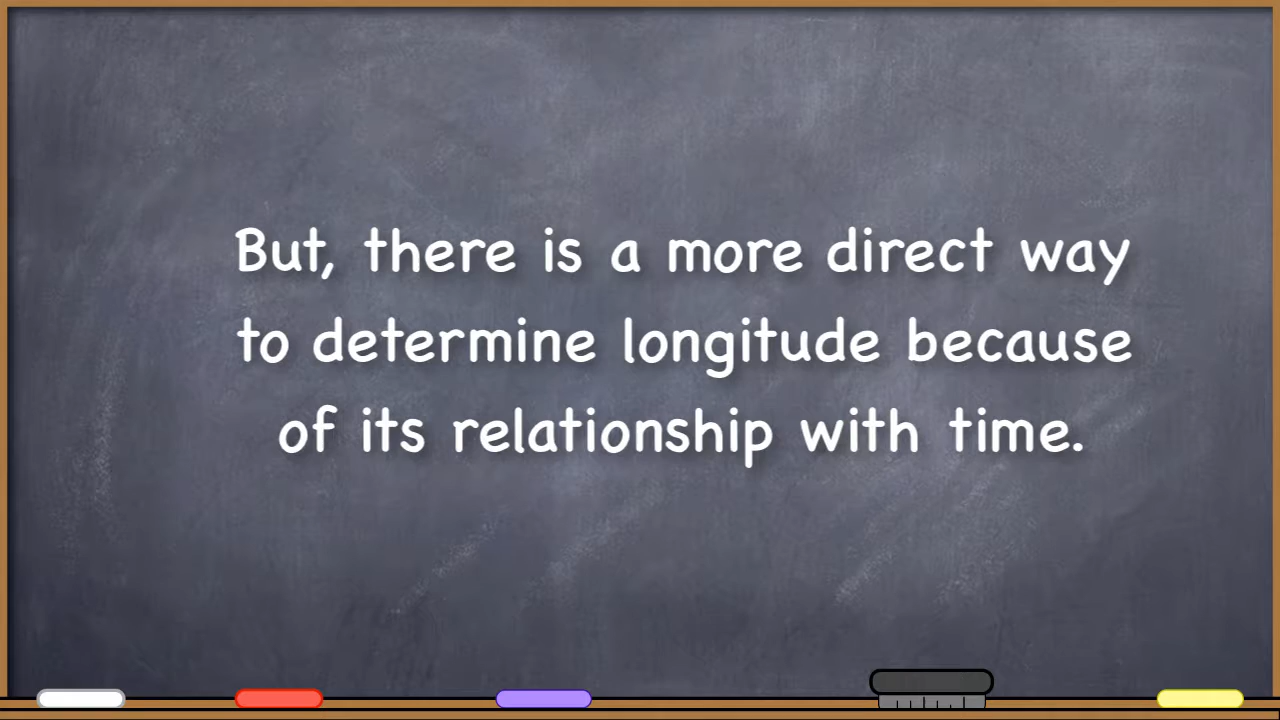 But, there is a more direct way
to determine longitude because
of its relationship with time.